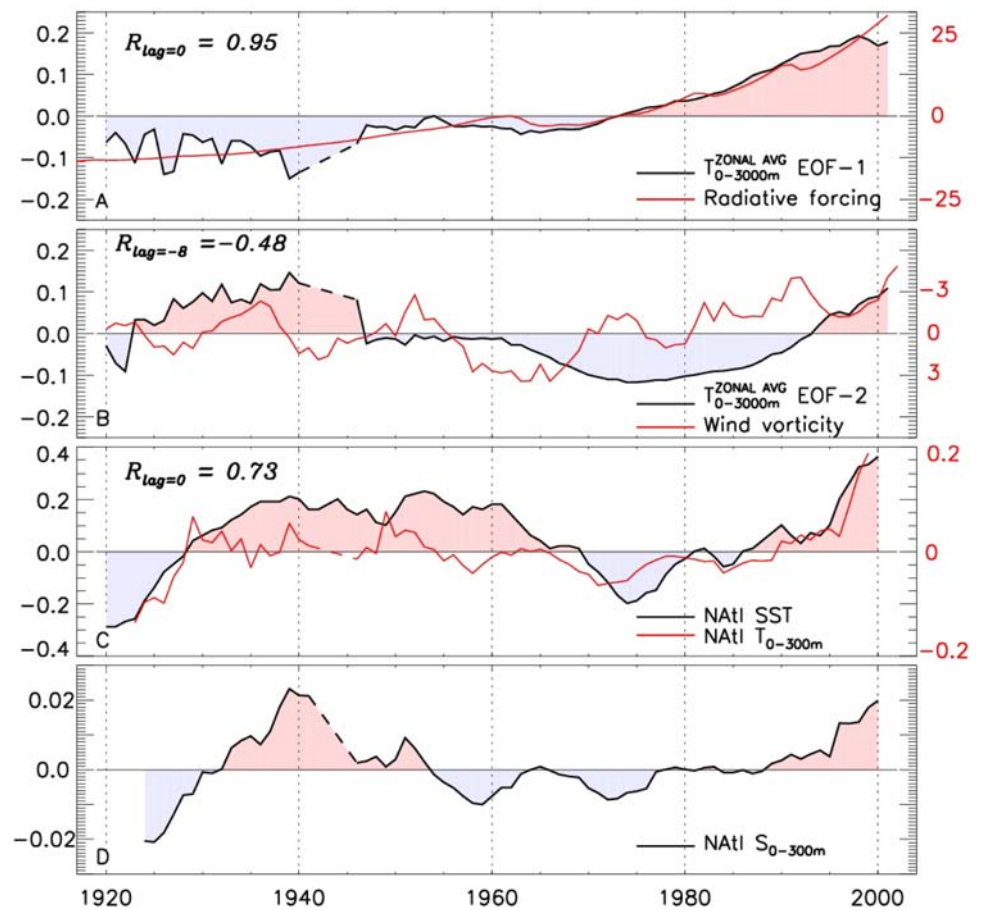 R_lag=0 = 0.95
0.2
0.1
0.0
−0.1
−0.2
25
0
−25
T^ZONAL AVG_0−3000m EOF−1
Radiative forcing
A
R_lag=−8 =−0.48
0.2
0.1
0.0
−0.1
−0.2
−3
0
3
T^ZONAL AVG_0−3000m EOF−2
Wind vorticity
B
R_lag=0 = 0.73
0.4
0.2
0.0
−0.2
−0.4
0.2
0
−0.2
NAtl SST
NAtl T_0−300m
C
0.02
0.0
−0.02
NAtl S_0−300m
D
1920 1940 1960 1980 2000